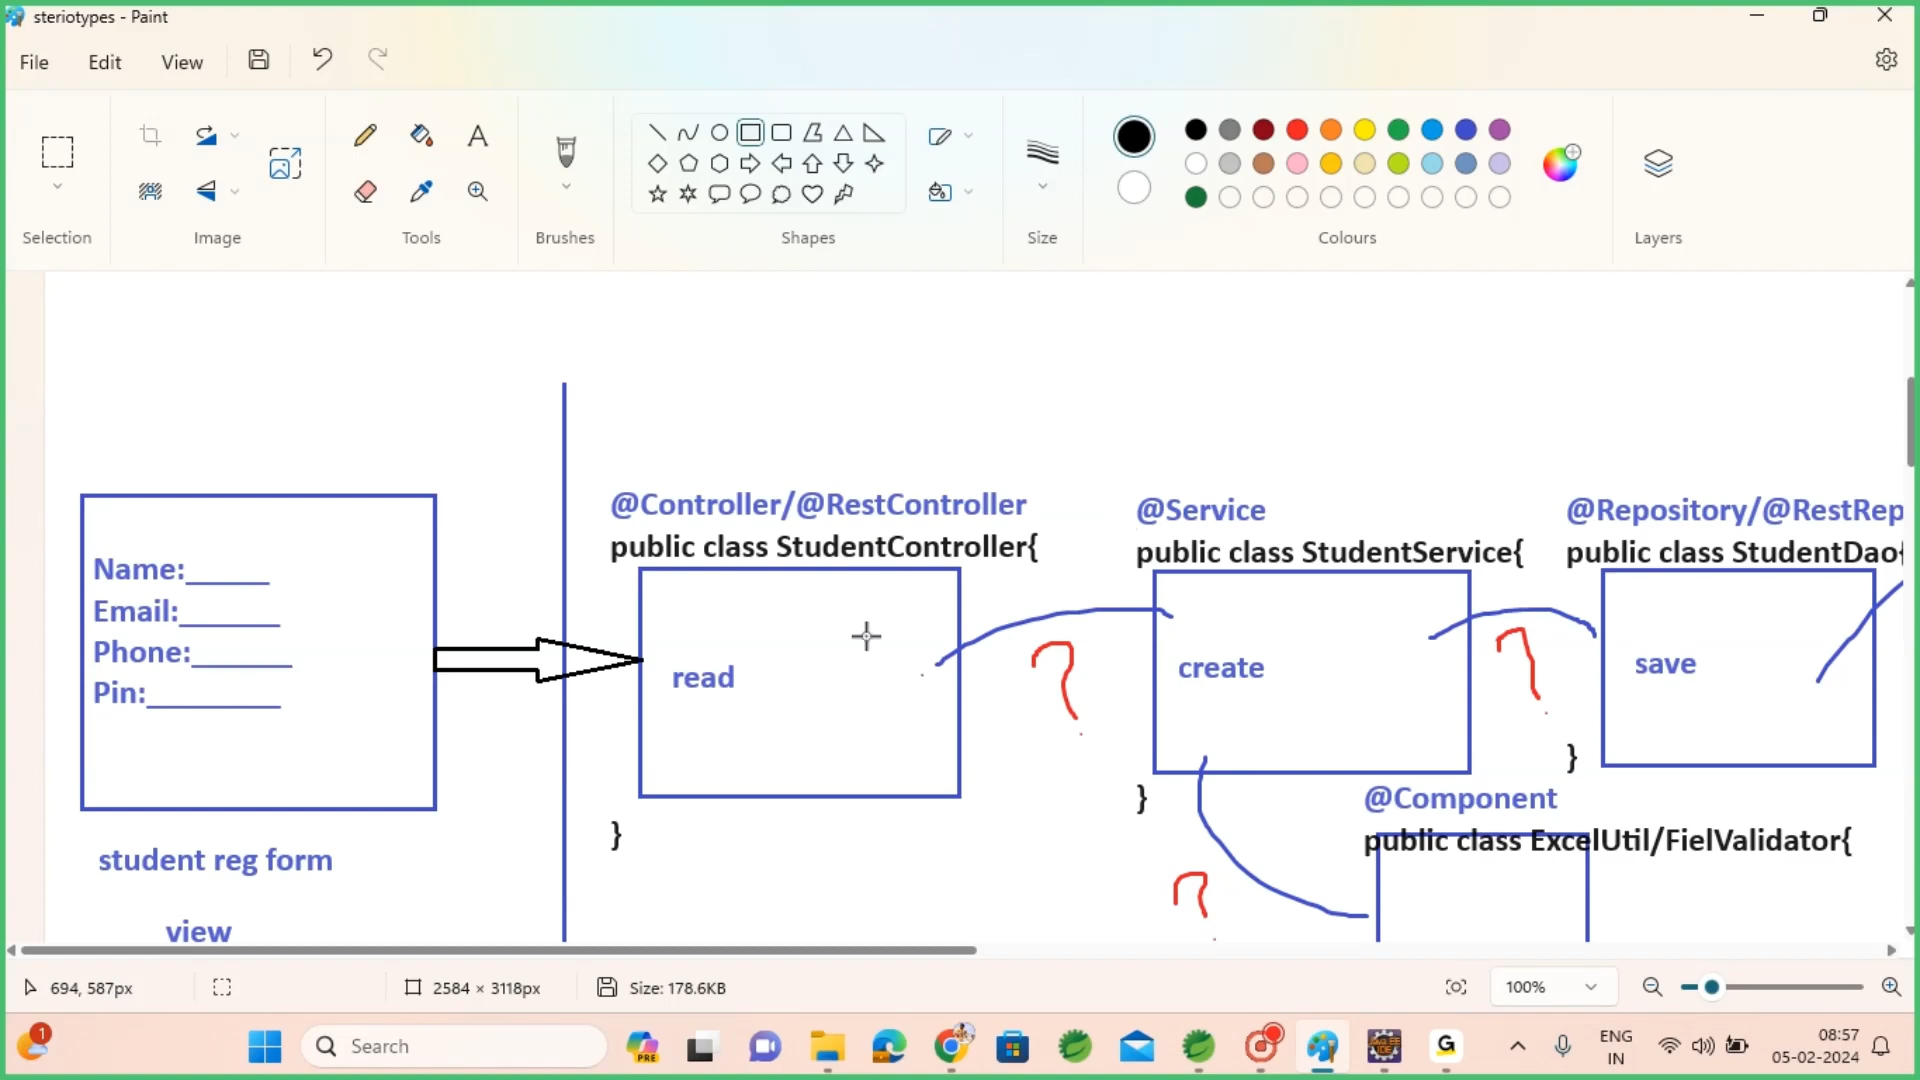 steriotypes - Paint
File
Edit
View
Selection
Image
Tools
Brushes
Shapes
Size
Colours
Layers
@Controller/@RestController
public class StudentController{
read
}
@Service
public class StudentService{
create
}
@Repository/@RestRep
public class StudentDao{
save
}
@Component
public class ExcelUtil/FielValidator{
Name:_____
Email:______
Phone:______
Pin:________
student reg form
view
?
?
?
694, 587px
2584 × 3118px
Size: 178.6KB
100%
1
Search
PRE
G
ENG
IN
08:57
05-02-2024